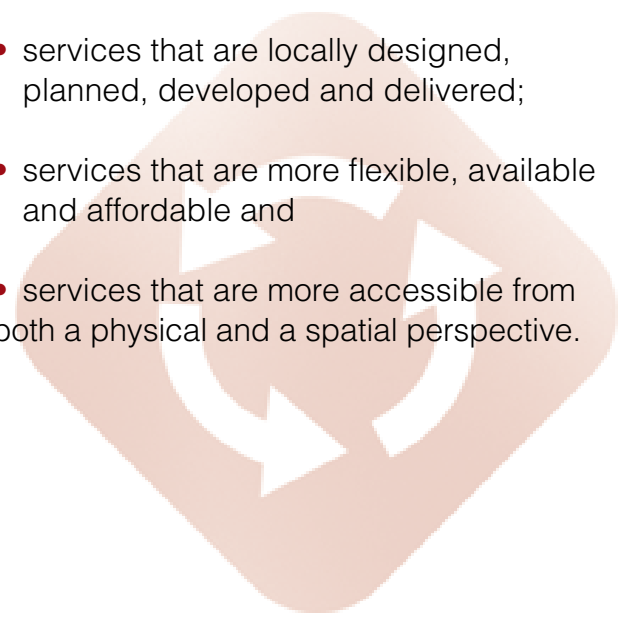 • services that are locally designed,
planned, developed and delivered;
• services that are more flexible, available
and affordable and
• services that are more accessible from
both a physical and a spatial perspective.